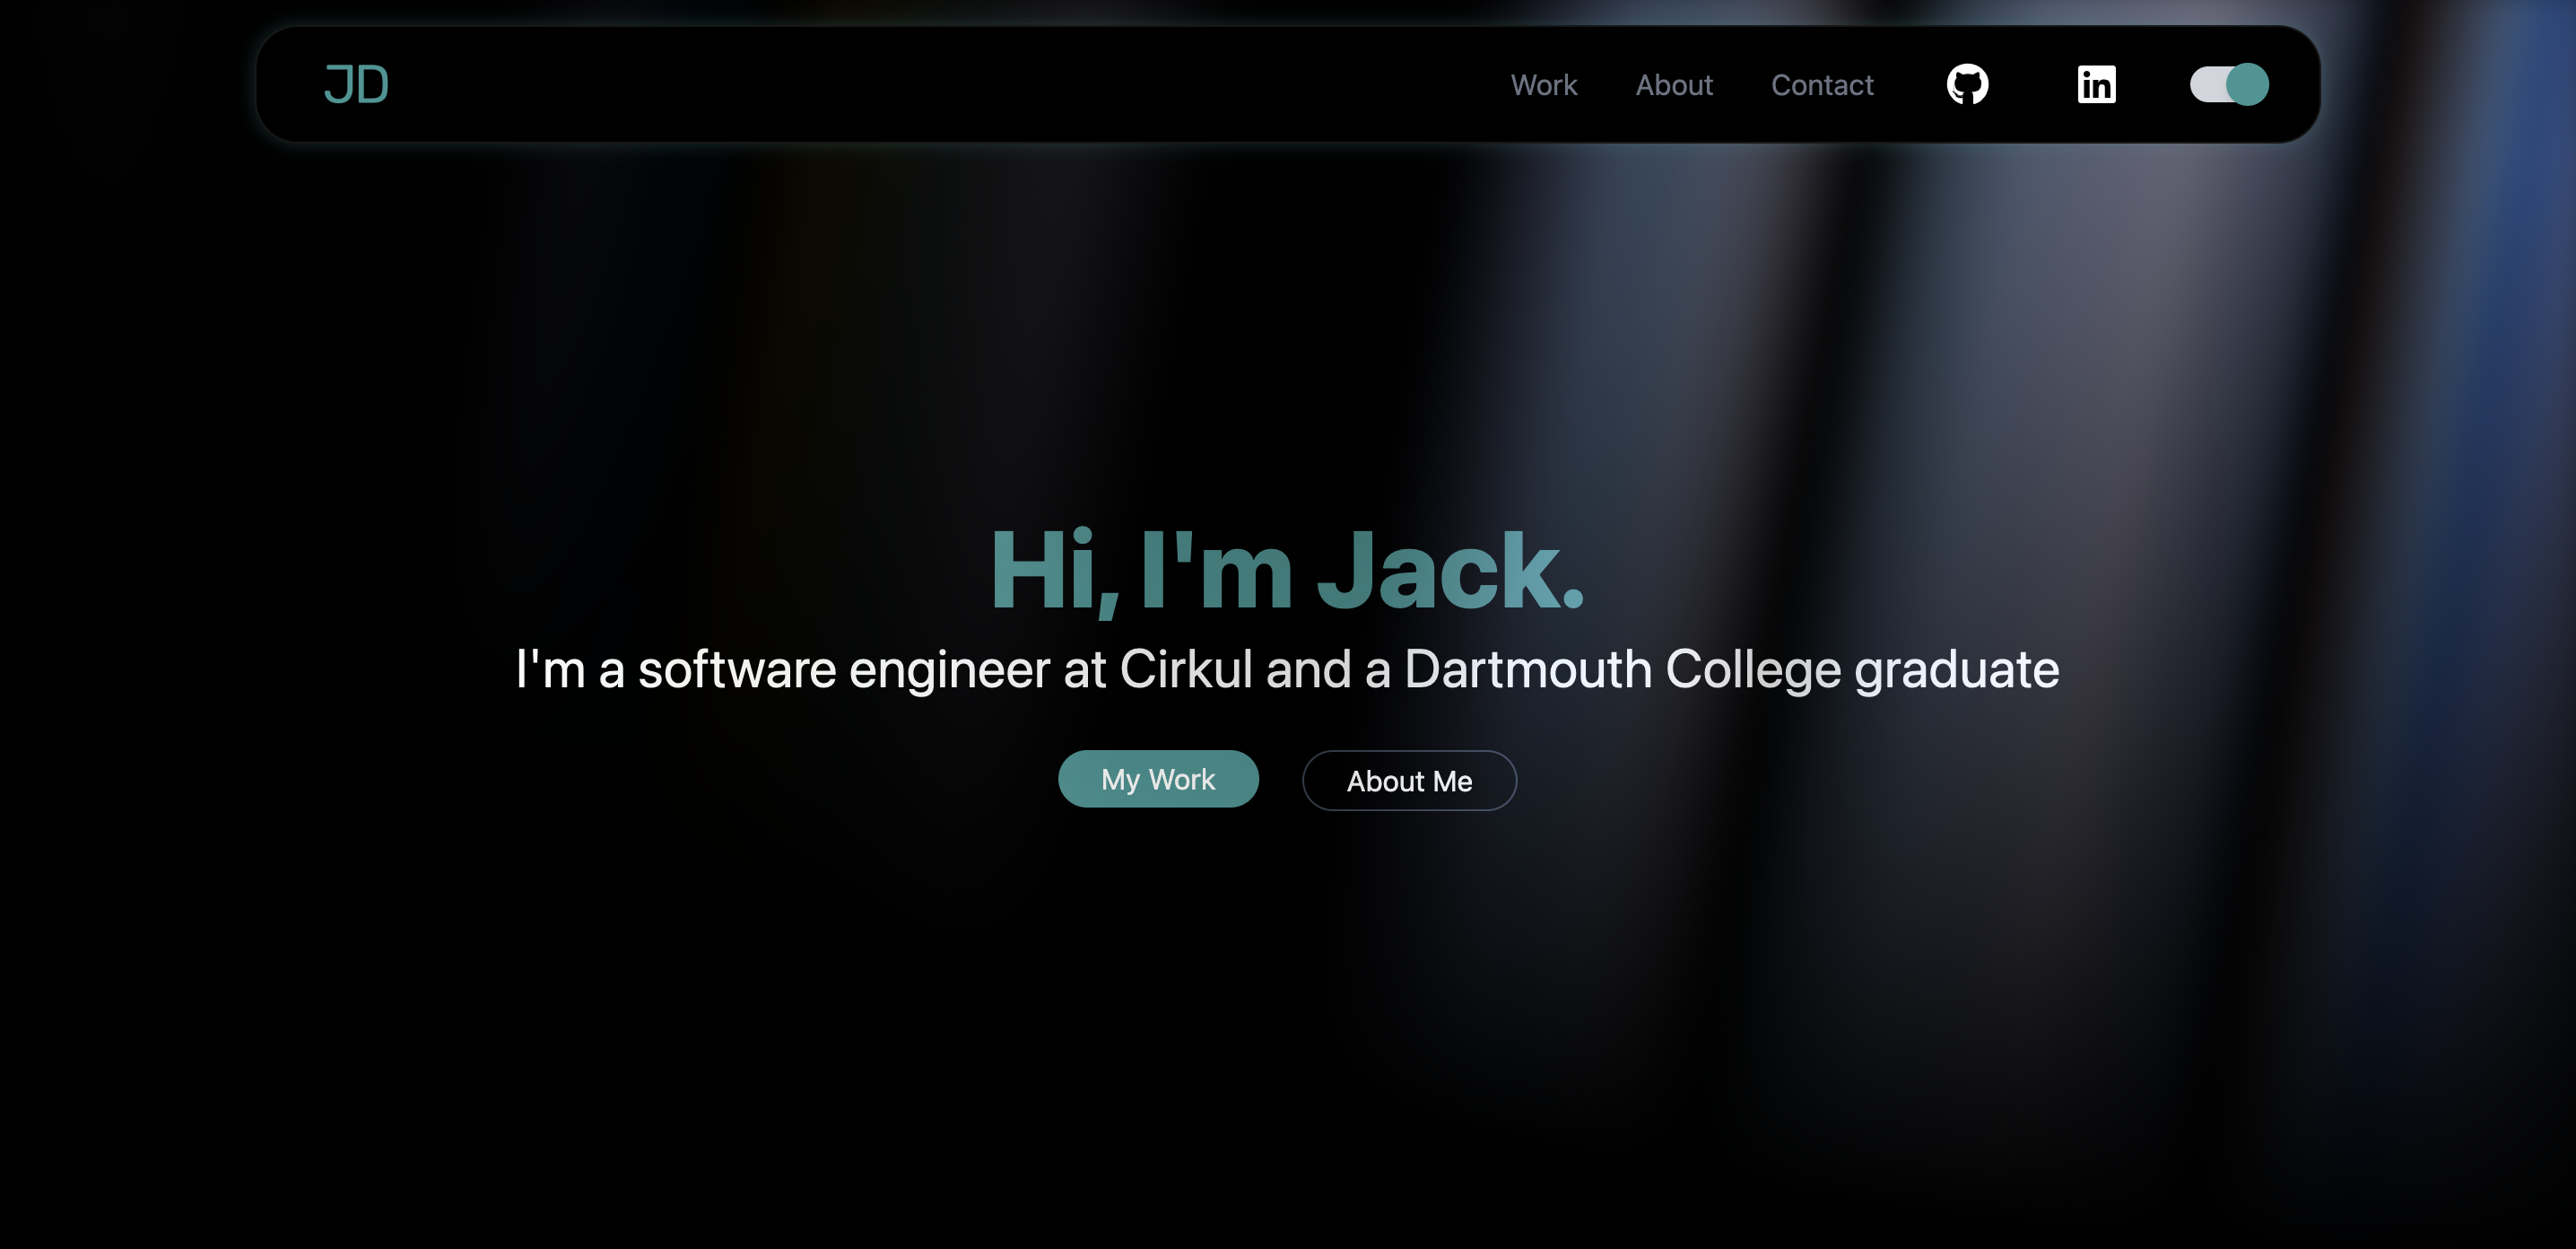 JD
Work About Contact in
Hi, I'm Jack.
I'm a software engineer at Cirkul and a Dartmouth College graduate
My Work About Me